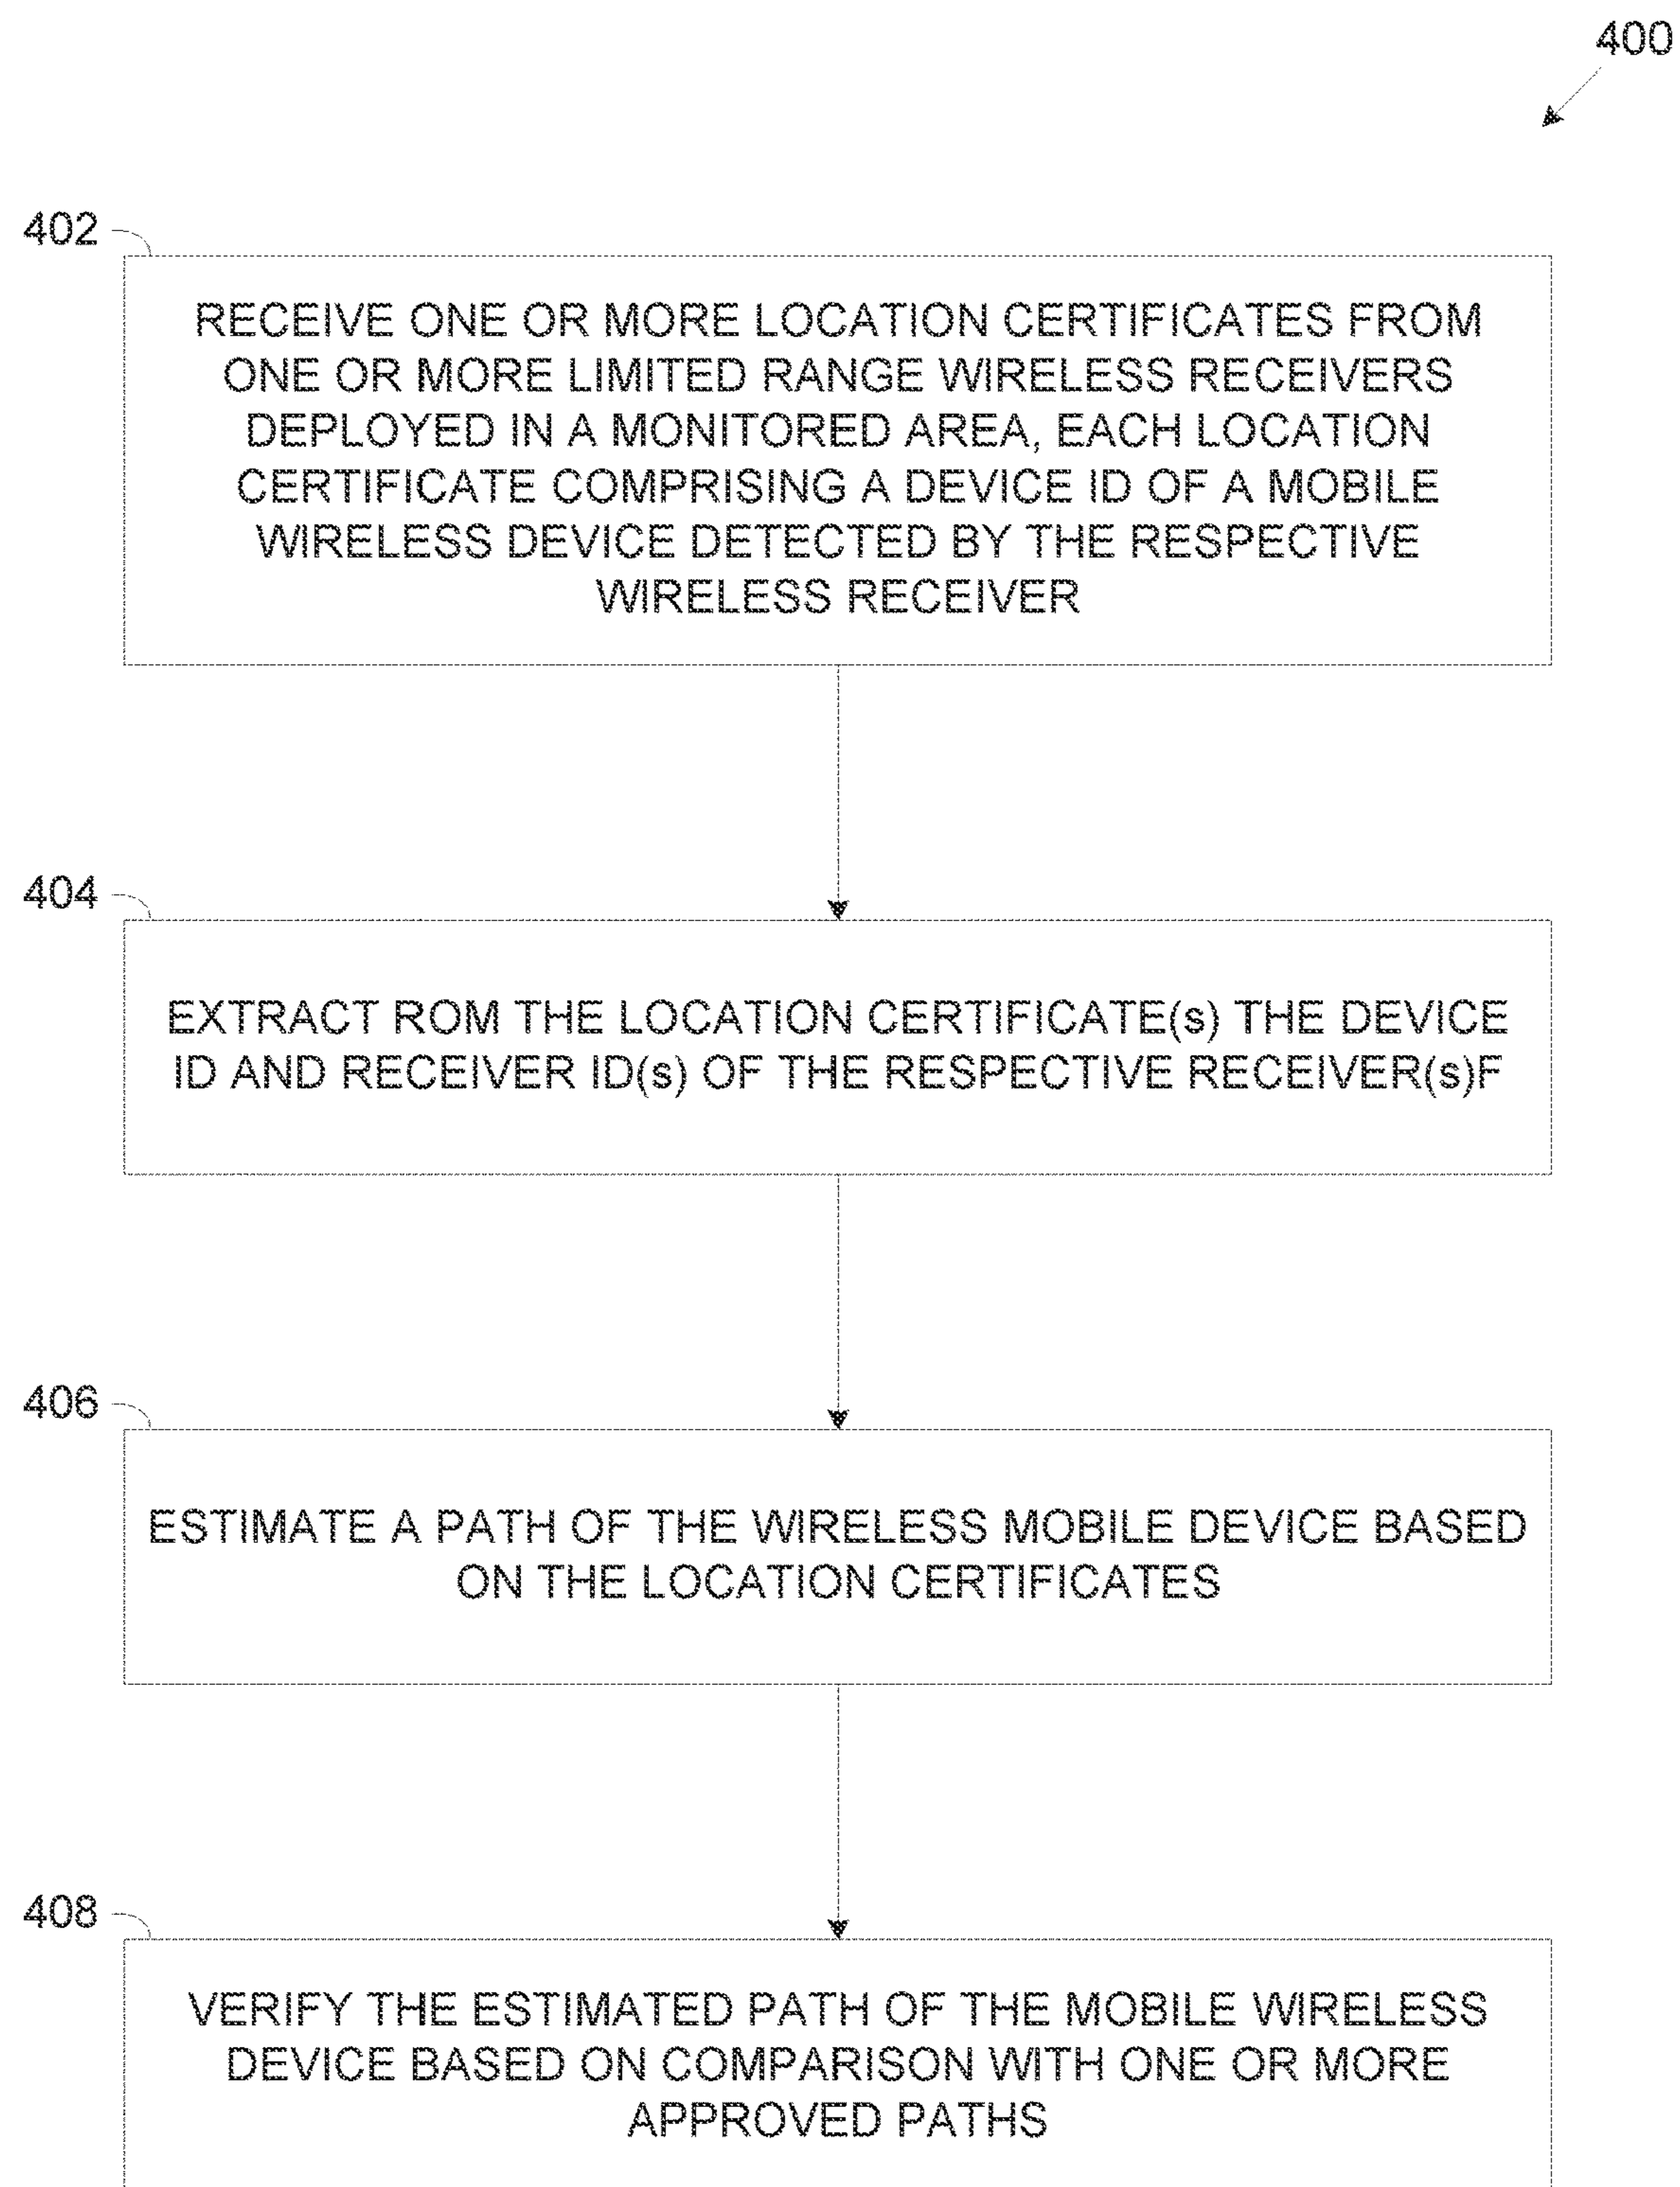 400
402
RECEIVE ONE OR MORE LOCATION CERTIFICATES FROM
ONE OR MORE LIMITED RANGE WIRELESS RECEIVERS
DEPLOYED IN A MONITORED AREA, EACH LOCATION
CERTIFICATE COMPRISING A DEVICE ID OF A MOBILE
WIRELESS DEVICE DETECTED BY THE RESPECTIVE
WIRELESS RECEIVER
404
EXTRACT ROM THE LOCATION CERTIFICATE(s) THE DEVICE
ID AND RECEIVER ID(s) OF THE RESPECTIVE RECEIVER(s)F
406
ESTIMATE A PATH OF THE WIRELESS MOBILE DEVICE BASED
ON THE LOCATION CERTIFICATES
408
VERIFY THE ESTIMATED PATH OF THE MOBILE WIRELESS
DEVICE BASED ON COMPARISON WITH ONE OR MORE
APPROVED PATHS